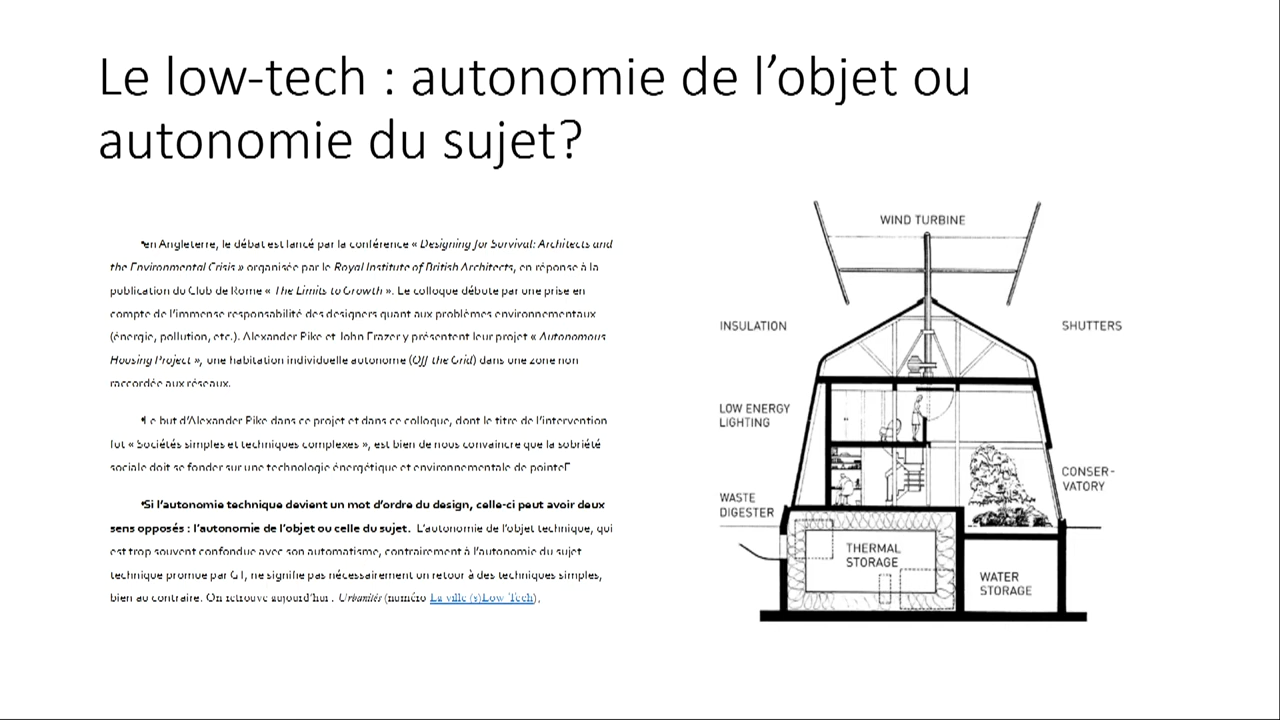 Le low-tech : autonomie de l’objet ou
autonomie du sujet?
•en Angleterre, le débat est lancé par la conférence « Designing for Survival: Architects and
the Environmental Crisis » organisée par le Royal Institute of British Architects, en réponse à la
publication du Club de Rome « The Limits to Growth ». Le colloque débute par une prise en
compte de l’immense responsabilité des designers quant aux problèmes environnementaux
(énergie, pollution, etc.). Alexander Pike et John Frazer y présentent leur projet « Autonomous
Housing Project », une habitation individuelle autonome (Off the Grid) dans une zone non
raccordée aux réseaux.
•Le but d’Alexander Pike dans ce projet et dans ce colloque, dont le titre de l’intervention
fut « Sociétés simples et techniques complexes », est bien de nous convaincre que la sobriété
sociale doit se fonder sur une technologie énergétique et environnementale de pointe
•Si l’autonomie technique devient un mot d’ordre du design, celle-ci peut avoir deux
sens opposés : l’autonomie de l’objet ou celle du sujet. L’autonomie de l’objet technique, qui
est trop souvent confondue avec son automatisme, contrairement à l’autonomie du sujet
technique promue par GT, ne signifie pas nécessairement un retour à des techniques simples,
bien au contraire. On retrouve aujourd’hui : Urbanités (numéro La ville (s)Low Tech).
WIND TURBINE
INSULATION
SHUTTERS
LOW ENERGY
LIGHTING
CONSER-
VATORY
WASTE
DIGESTER
THERMAL
STORAGE
WATER
STORAGE